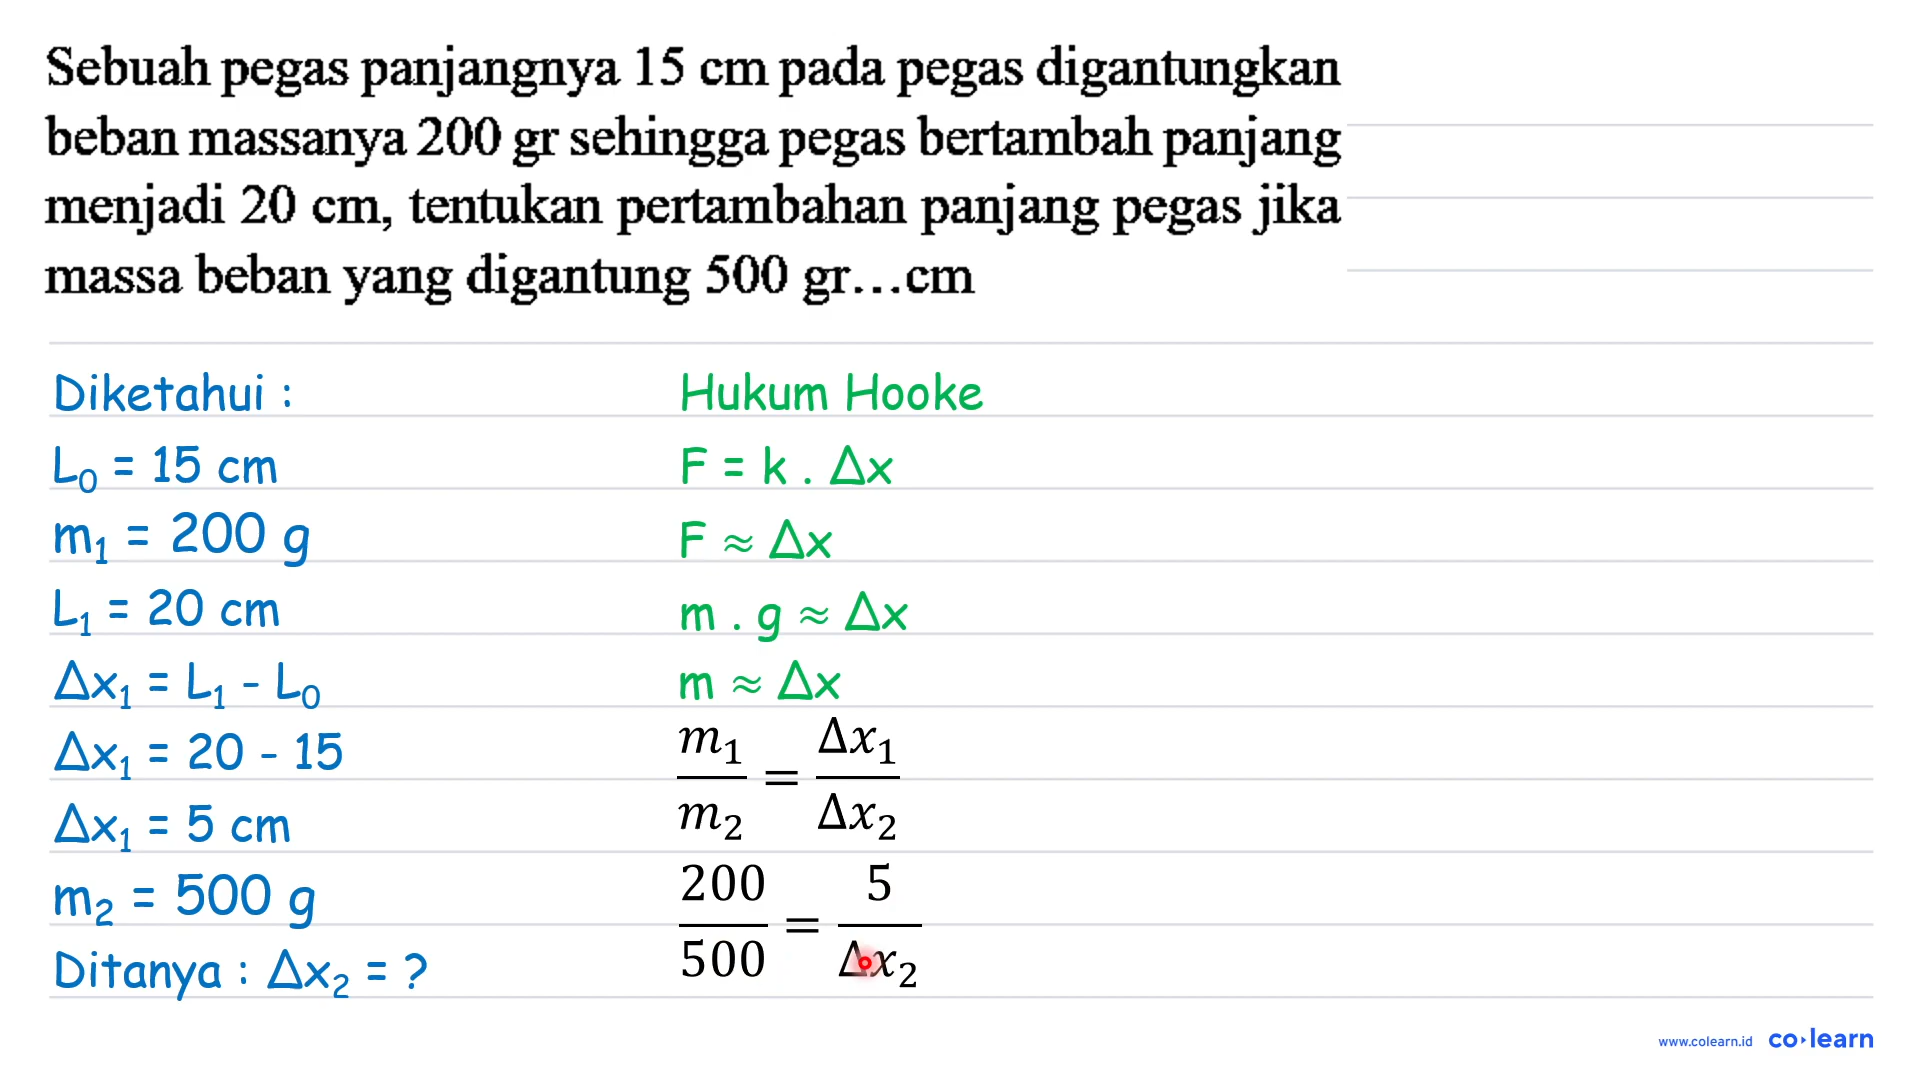 Sebuah pegas panjangnya 15 cm pada pegas digantungkan
beban massanya 200 gr sehingga pegas bertambah panjang
menjadi 20 cm, tentukan pertambahan panjang pegas jika
massa beban yang digantung 500 gr...cm
Diketahui :
L₀ = 15 cm
m₁ = 200 g
L₁ = 20 cm
Δx₁ = L₁ - L₀
Δx₁ = 20 - 15
Δx₁ = 5 cm
m₂ = 500 g
Ditanya : Δx₂ = ?
Hukum Hooke
F = k . Δx
F ≈ Δx
m . g ≈ Δx
m ≈ Δx
m₁/m₂ = Δx₁/Δx₂
200/500 = 5/Δx₂
www.colearn.id co learn